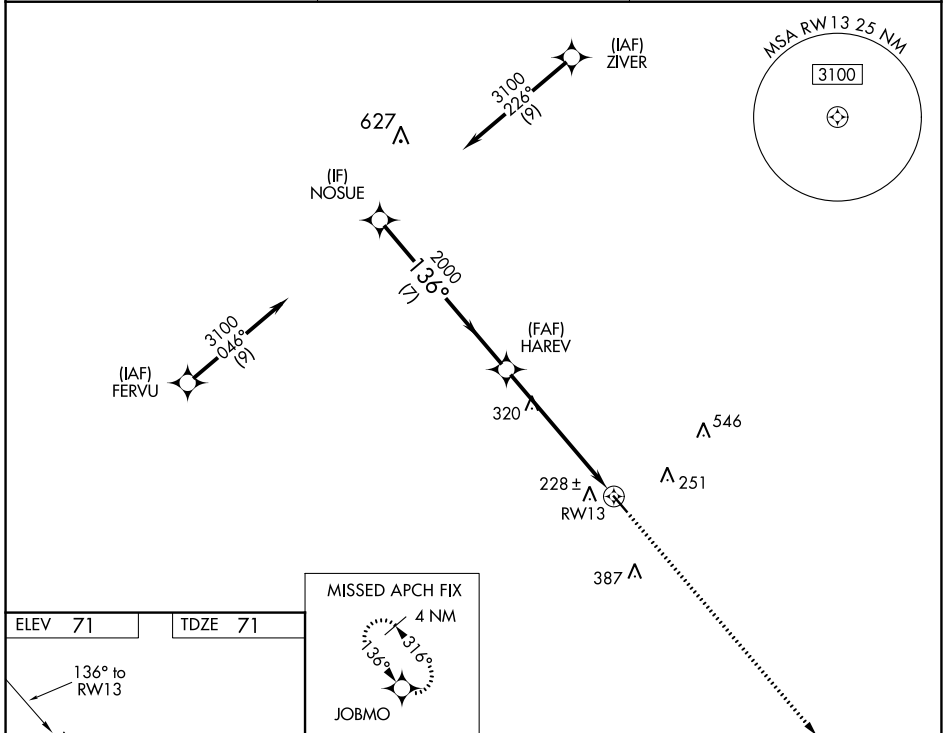 MSA RW13 25 NM
3100
(IAF)
ZIVER
3100
226°
(9)
627
(IF)
NOSUE
2000
136°
(7)
(FAF)
HAREV
3100
046°
(9)
(IAF)
FERVU
320
546
251
228 ±
RW13
387
MISSED APCH FIX
4 NM
316°
136°
JOBMO
ELEV 71
TDZE 71
136° to
RW13